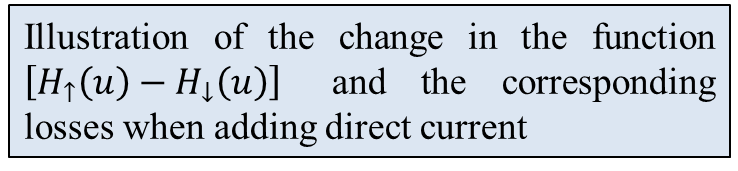 Illustration of the change in the function
[H↑(u) − H↓(u)] and the corresponding
losses when adding direct current